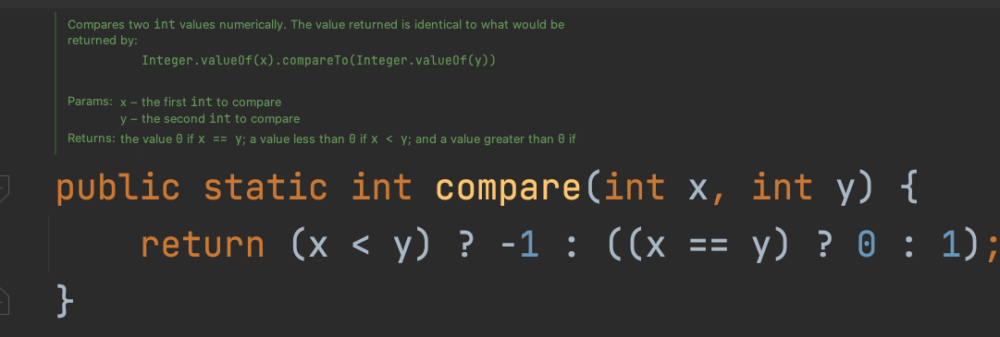 Compares two int values numerically. The value returned is identical to what would be
returned by:
Integer.valueOf(x).compareTo(Integer.valueOf(y))
Params: x – the first int to compare
y – the second int to compare
Returns: the value 0 if x == y; a value less than 0 if x < y; and a value greater than 0 if
public static int compare(int x, int y) {
return (x < y) ? -1 : ((x == y) ? 0 : 1);
}